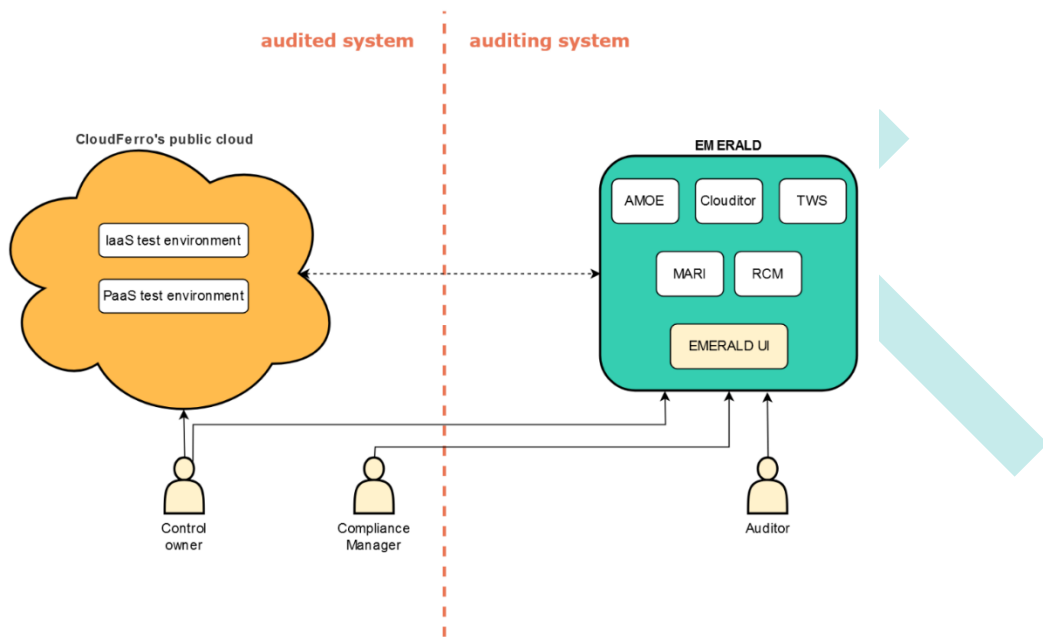 audited system
auditing system
CloudFerro's public cloud
IaaS test environment
PaaS test environment
EMERALD
AMOE
Clouditor
TWS
MARI
RCM
EMERALD UI
Control
owner
Compliance
Manager
Auditor